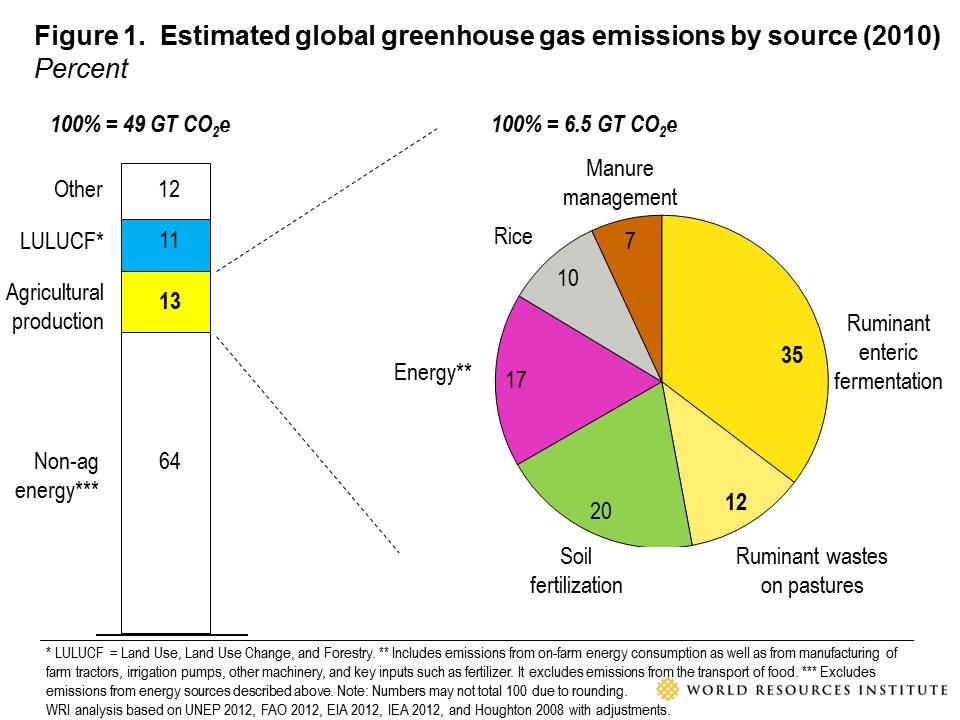 Figure 1.  Estimated global greenhouse gas emissions by source (2010)
Percent
100% = 49 GT CO₂e
Other
12
LULUCF*
11
Agricultural
production
13
Non-ag
energy***
64
100% = 6.5 GT CO₂e
Manure
management
7
Rice
10
Energy**
17
Ruminant
enteric
fermentation
35
12
20
Soil
fertilization
Ruminant wastes
on pastures
* LULUCF = Land Use, Land Use Change, and Forestry. ** Includes emissions from on-farm energy consumption as well as from manufacturing of
farm tractors, irrigation pumps, other machinery, and key inputs such as fertilizer. It excludes emissions from the transport of food. *** Excludes
emissions from energy sources described above. Note: Numbers may not total 100 due to rounding.
WRI analysis based on UNEP 2012, FAO 2012, EIA 2012, IEA 2012, and Houghton 2008 with adjustments.
WORLD RESOURCES INSTITUTE